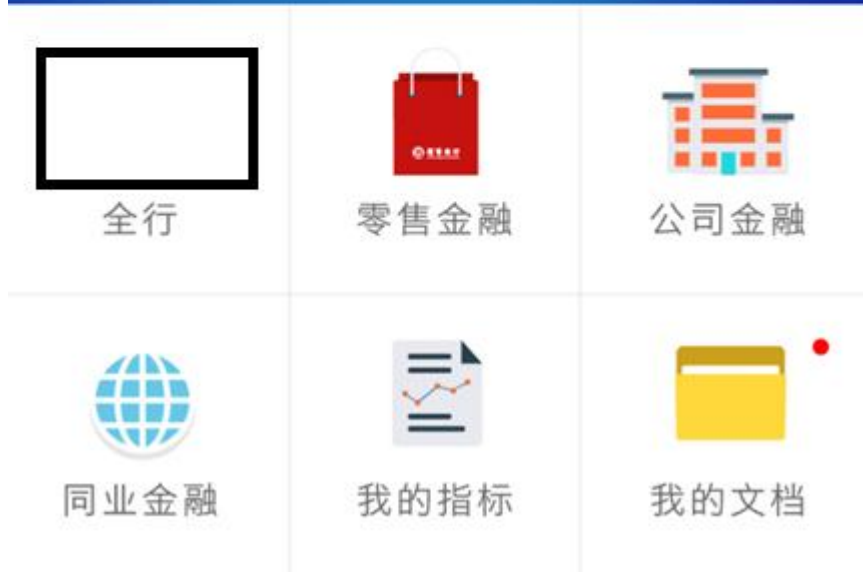 全行
零售金融
公司金融
同业金融
我的指标
我的文档